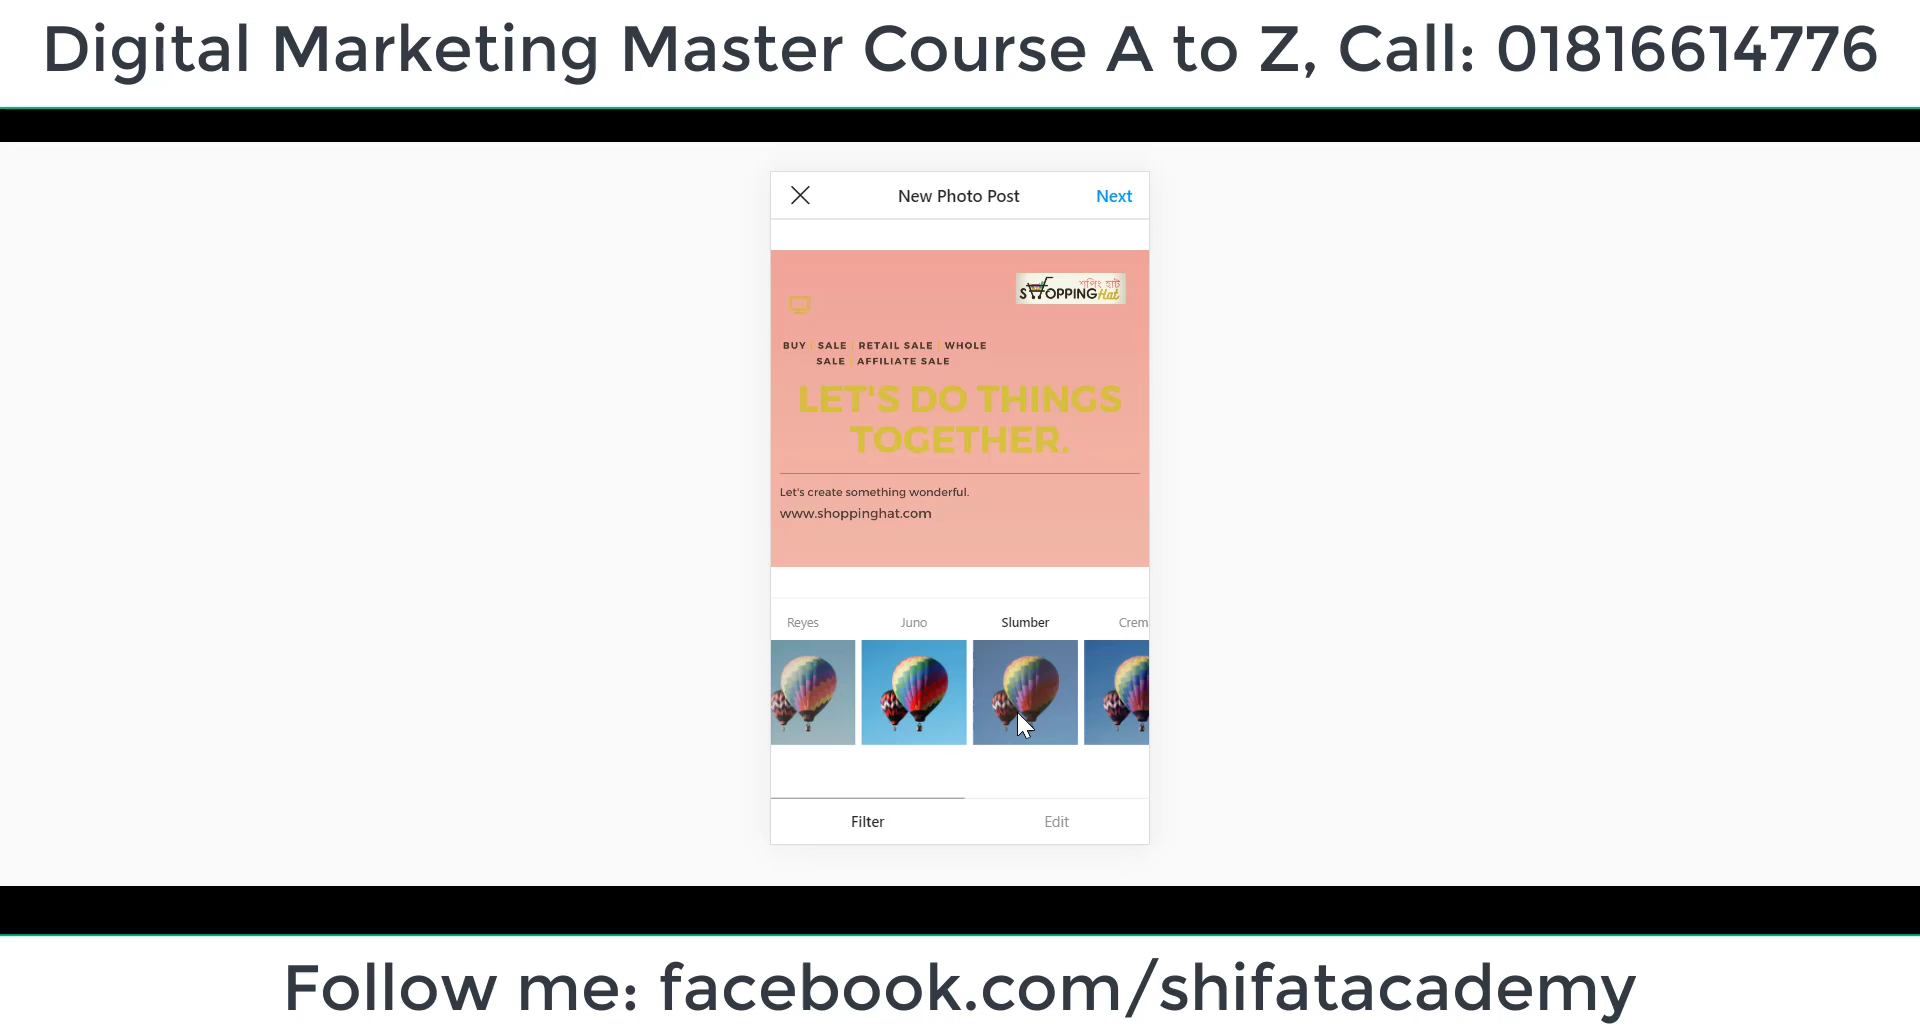 Digital Marketing Master Course A to Z, Call: 01816614776
New Photo Post
Next
শপিং হাট
SHOPPING Hat
BUY | SALE | RETAIL SALE | WHOLE
SALE | AFFILIATE SALE
LET'S DO THINGS
TOGETHER.
Let's create something wonderful.
www.shoppinghat.com
Reyes
Juno
Slumber
Crem
Filter
Edit
Follow me: facebook.com/shifatacademy